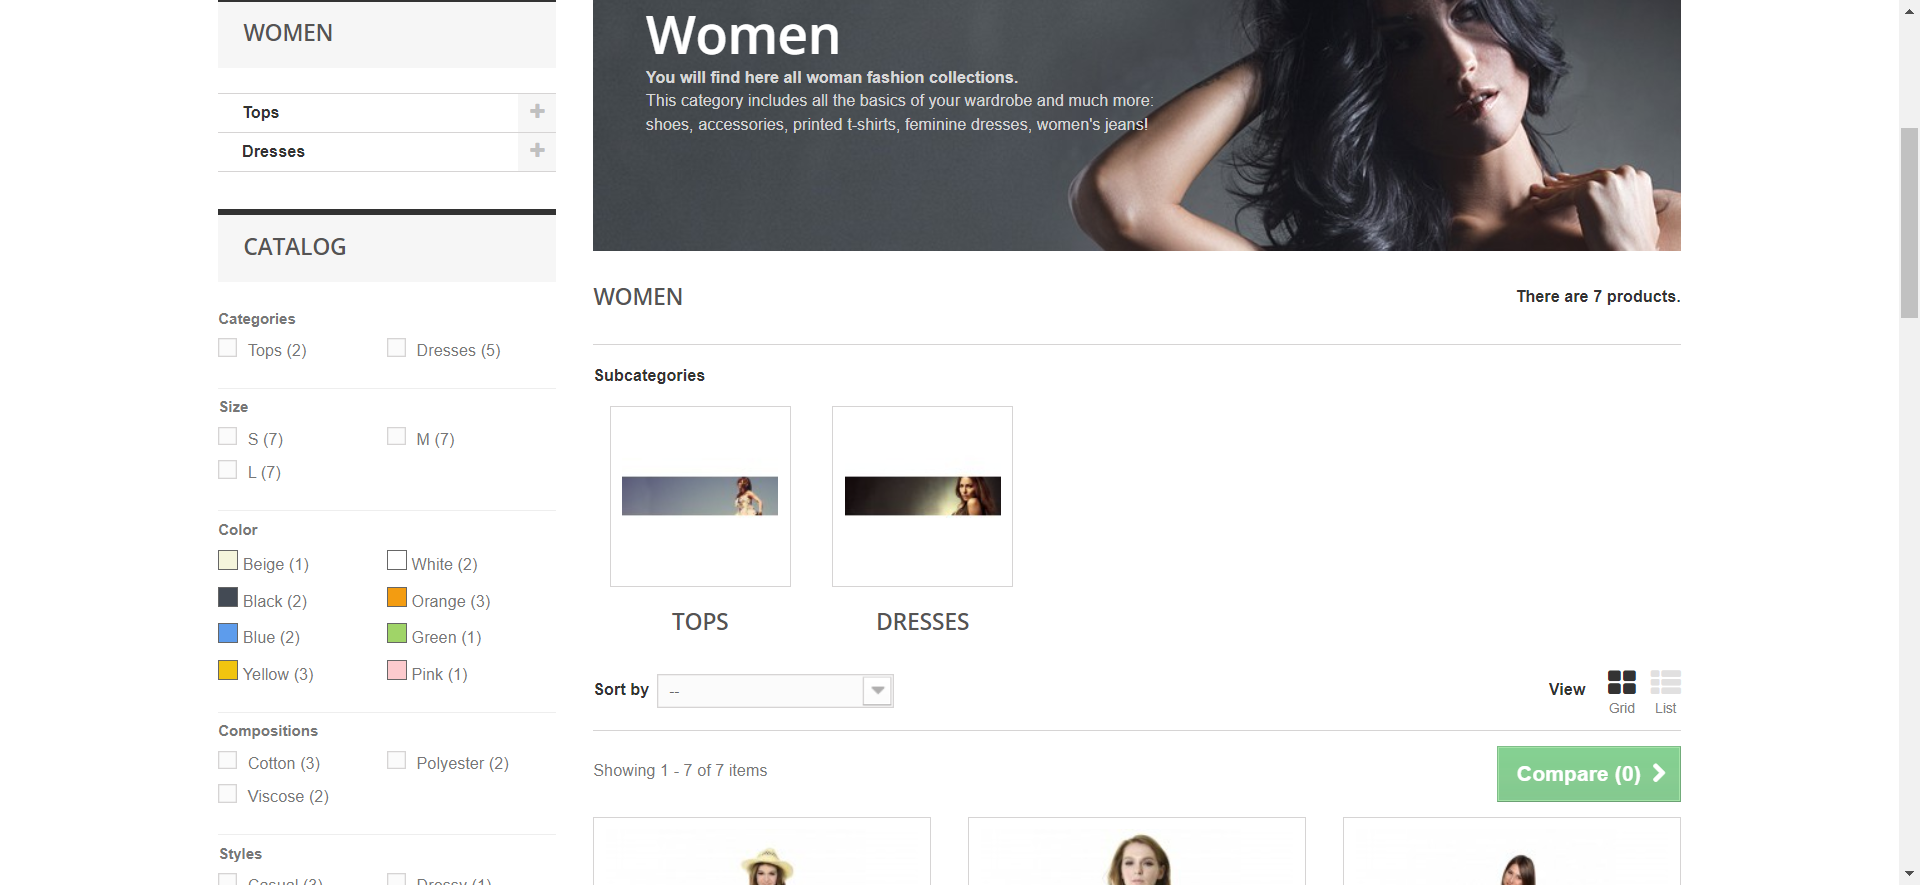 WOMEN
Tops
Dresses
CATALOG
Categories
Tops (2)
Dresses (5)
Size
S (7)
M (7)
L (7)
Color
Beige (1)
White (2)
Black (2)
Orange (3)
Blue (2)
Green (1)
Yellow (3)
Pink (1)
Compositions
Cotton (3)
Polyester (2)
Viscose (2)
Styles
Casual (3)
Dressy (1)
Women
You will find here all woman fashion collections.
This category includes all the basics of your wardrobe and much more:
shoes, accessories, printed t-shirts, feminine dresses, women's jeans!
WOMEN
There are 7 products.
Subcategories
TOPS
DRESSES
Sort by
--
View
Grid
List
Showing 1 - 7 of 7 items
Compare (0)